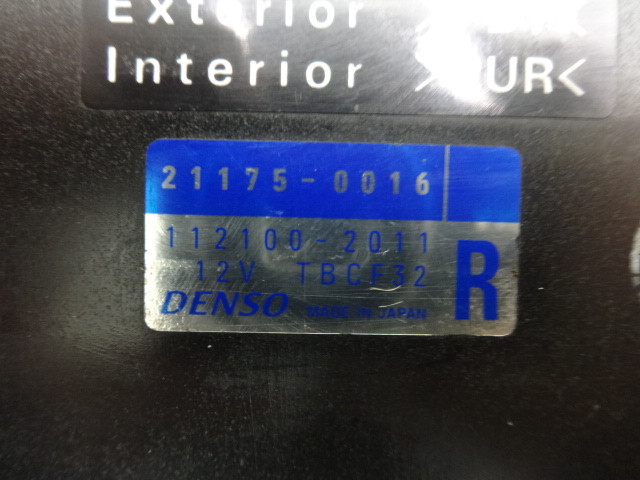 Exterior
Interior > UR<
21175-0016
112100-2011
12V TBCF32
R
DENSO MADE IN JAPAN